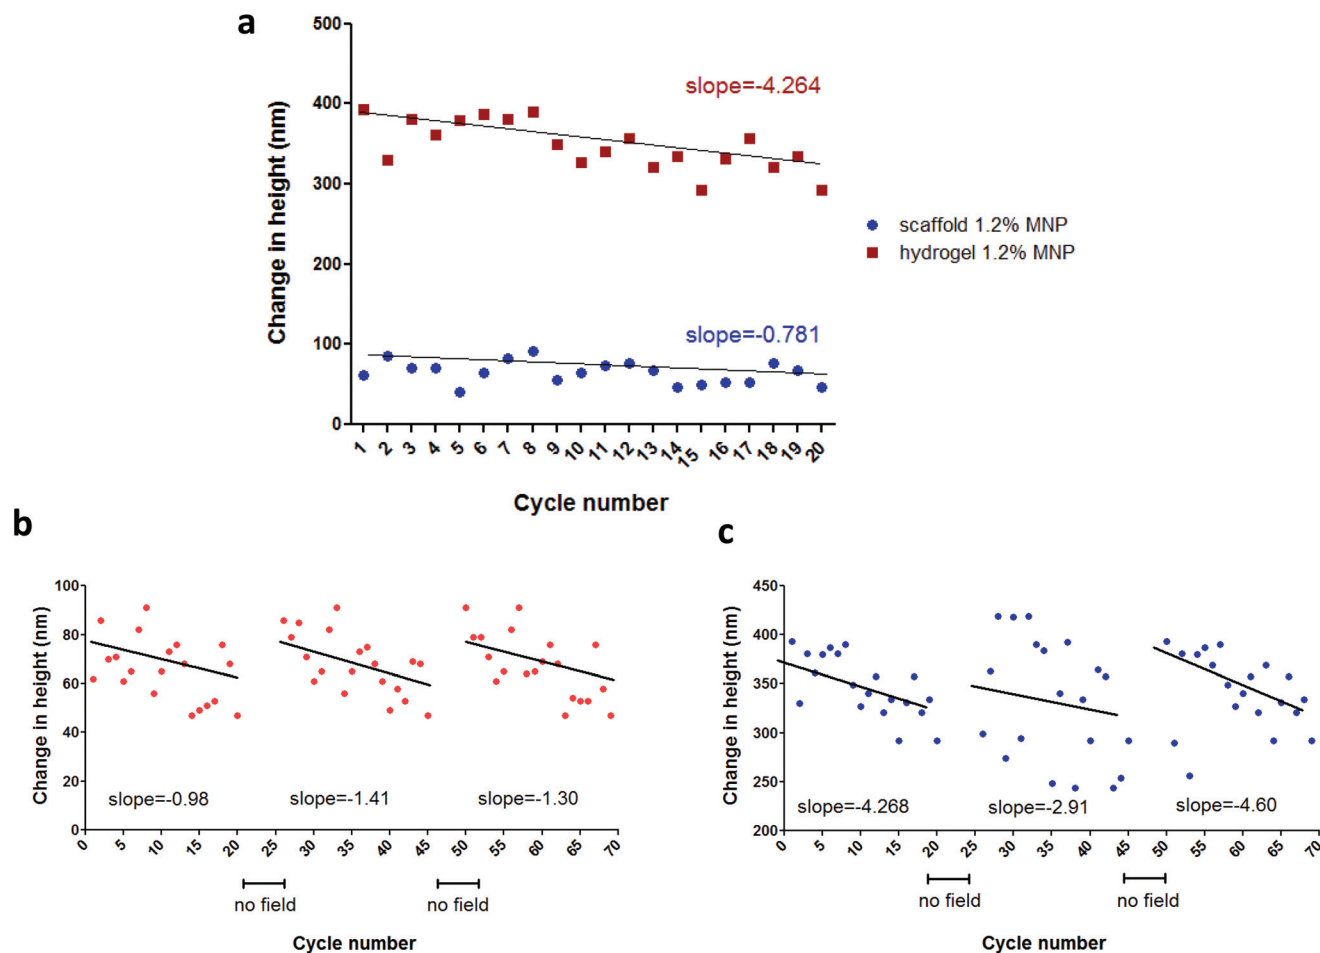 a
500
400
300
200
100
0
Change in height (nm)
slope=-4.264
slope=-0.781
scaffold 1.2% MNP
hydrogel 1.2% MNP
1 2 3 4 5 6 7 8 9 10 11 12 13 14 15 16 17 18 19 20
Cycle number
b
100
80
60
40
20
0
Change in height (nm)
slope=-0.98 slope=-1.41 slope=-1.30
0 5 10 15 20 25 30 35 40 45 50 55 60 65 70
no field no field
Cycle number
c
450
400
350
300
250
200
Change in height (nm)
slope=-4.268 slope=-2.91 slope=-4.60
0 5 10 15 20 25 30 35 40 45 50 55 60 65 70
no field no field
Cycle number